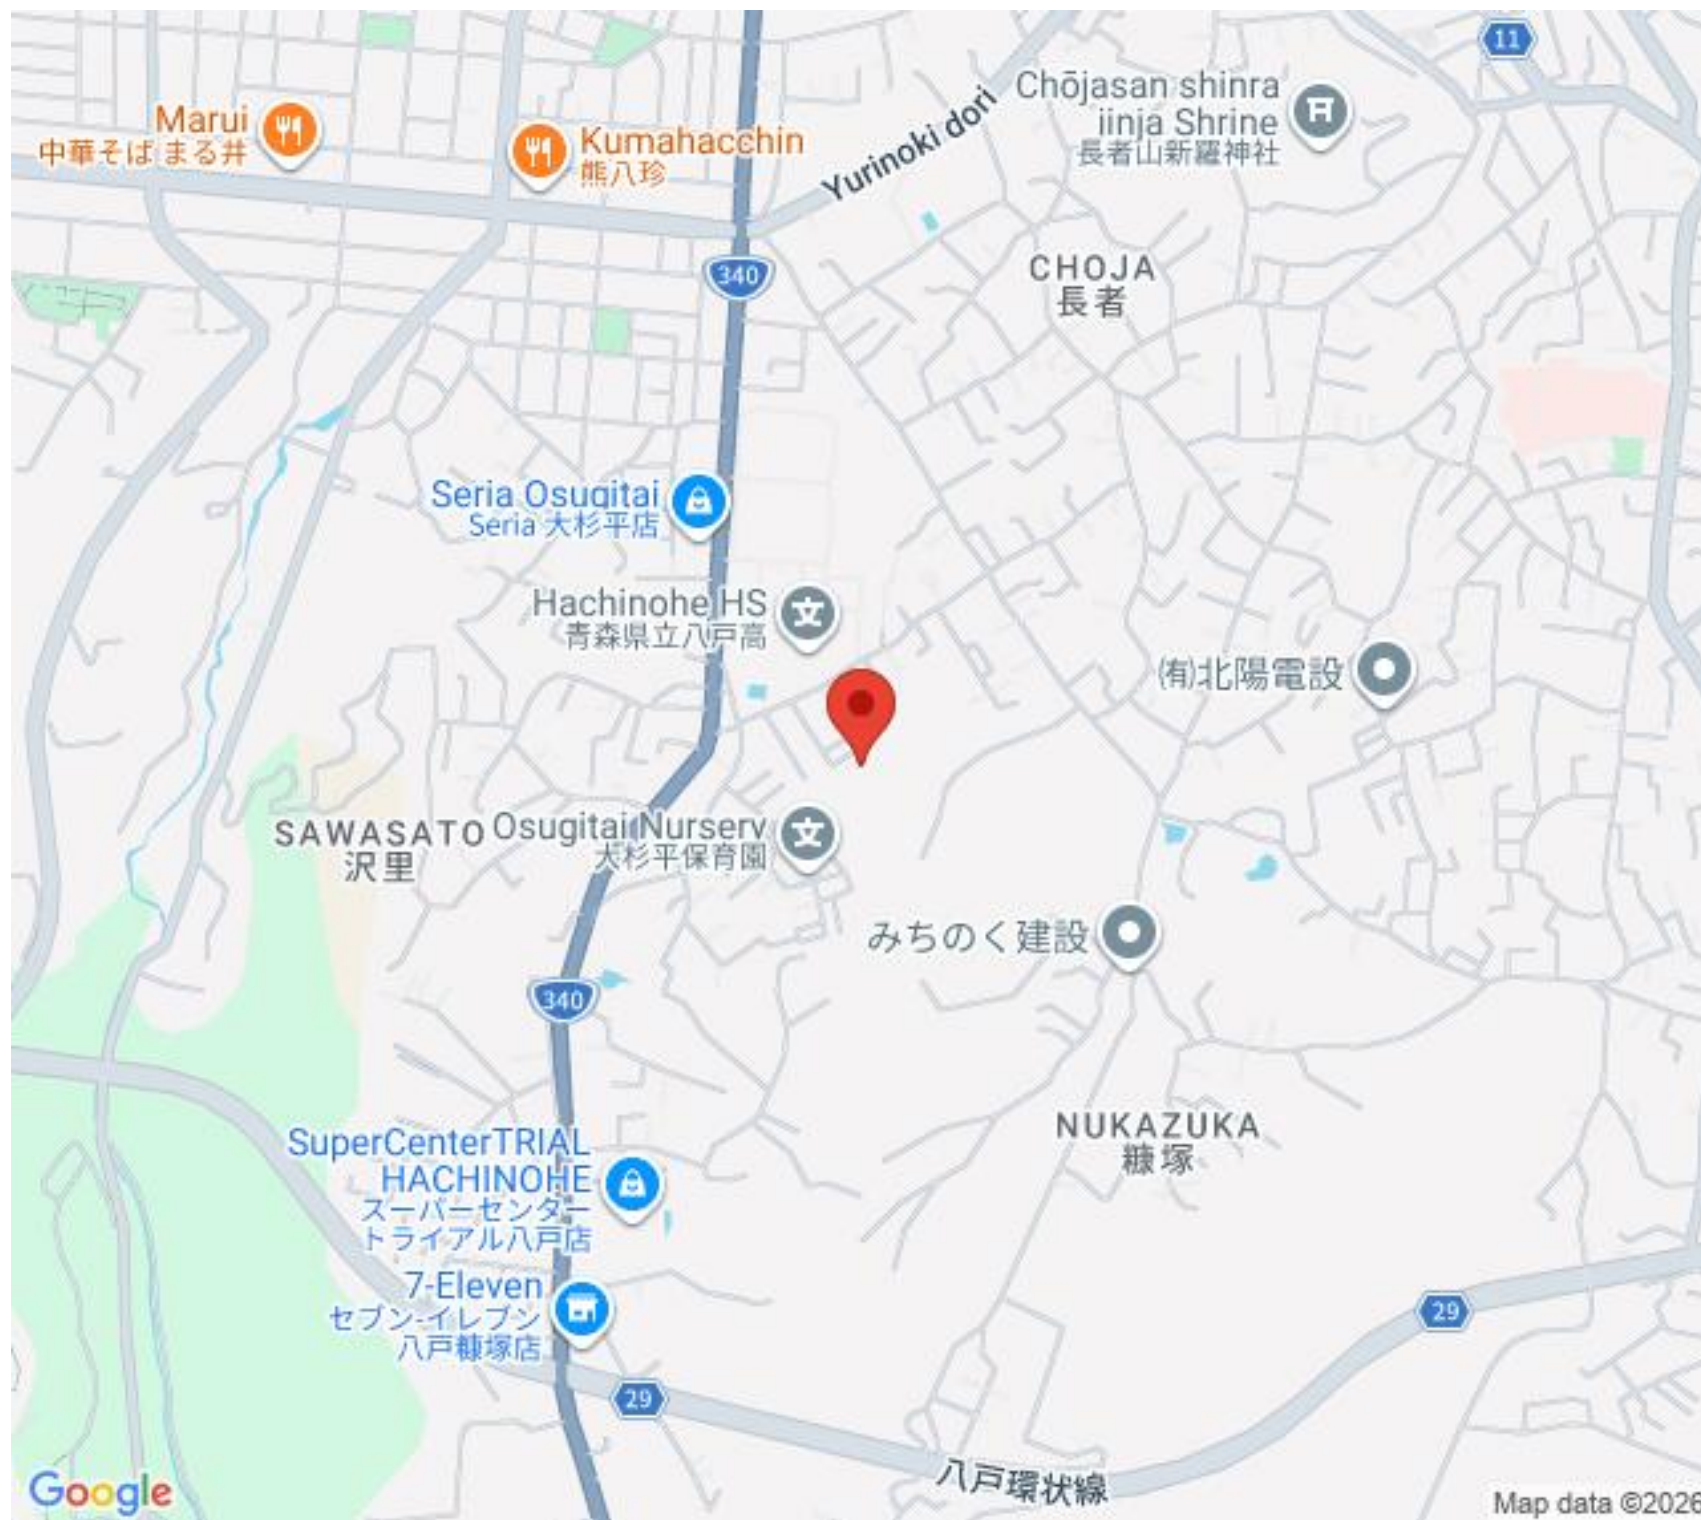 11
Chōjasan shinra
jinja Shrine
長者山新羅神社
Marui
中華そば まる井
Kumahacchin
熊八珍
Yurinoki dori
340
CHOJA
長者
Seria Osugitai
Seria 大杉平店
Hachinohe HS
青森県立八戸高
㈲北陽電設
SAWASATO
沢里
Osugitai Nursery
大杉平保育園
みちのく建設
340
NUKAZUKA
糠塚
SuperCenterTRIAL
HACHINOHE
スーパーセンター
トライアル八戸店
7-Eleven
セブン-イレブン
八戸糠塚店
29
29
八戸環状線
Google
Map data ©2026